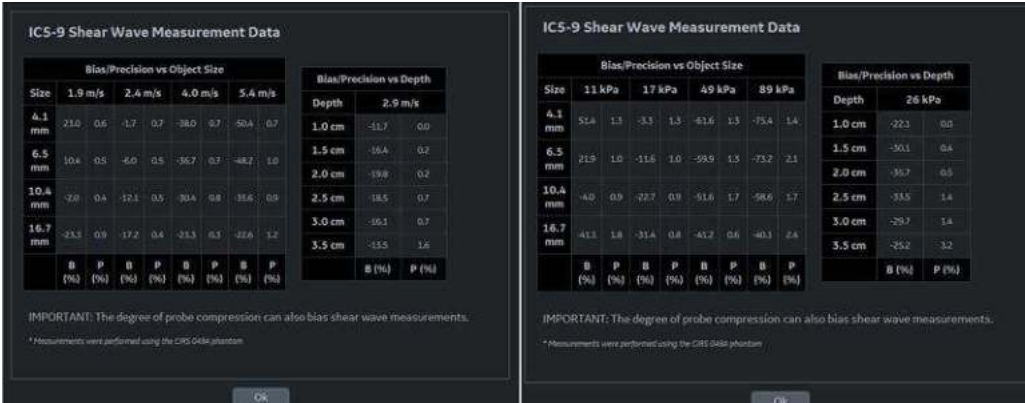 IC5-9 Shear Wave Measurement Data
Bias/Precision vs Object Size
Size 1.9 m/s 2.4 m/s 4.0 m/s 5.4 m/s
4.1 mm 23.0 0.6 -1.7 0.7 -38.0 0.7 -50.4 0.7
6.5 mm 10.4 0.5 -6.0 0.5 -36.7 0.7 -48.2 1.0
10.4 mm -2.0 0.4 -12.1 0.5 -30.4 0.8 -35.6 0.9
16.7 mm -23.3 0.9 -17.2 0.4 -23.3 0.3 -22.6 1.2
B (%) P (%) B (%) P (%) B (%) P (%) B (%) P (%)
Bias/Precision vs Depth
Depth 2.9 m/s
1.0 cm -11.7 0.0
1.5 cm -16.4 0.2
2.0 cm -19.8 0.2
2.5 cm -18.5 0.7
3.0 cm -16.1 0.7
3.5 cm -13.5 1.6
B (%) P (%)
IMPORTANT: The degree of probe compression can also bias shear wave measurements.
* Measurements were performed using the CIRS 049A phantom
Ok
IC5-9 Shear Wave Measurement Data
Bias/Precision vs Object Size
Size 11 kPa 17 kPa 49 kPa 89 kPa
4.1 mm 51.4 1.3 -3.3 1.3 -61.6 1.3 -75.4 1.4
6.5 mm 21.9 1.0 -11.6 1.0 -59.9 1.3 -73.2 2.1
10.4 mm -4.0 0.9 -22.7 0.9 -51.6 1.7 -58.6 1.7
16.7 mm -41.1 1.8 -31.4 0.8 -41.2 0.6 -40.1 2.4
B (%) P (%) B (%) P (%) B (%) P (%) B (%) P (%)
Bias/Precision vs Depth
Depth 26 kPa
1.0 cm -22.1 0.0
1.5 cm -30.1 0.4
2.0 cm -35.7 0.5
2.5 cm -33.5 1.4
3.0 cm -29.7 1.4
3.5 cm -25.2 3.2
B (%) P (%)
IMPORTANT: The degree of probe compression can also bias shear wave measurements.
* Measurements were performed using the CIRS 049A phantom
Ok